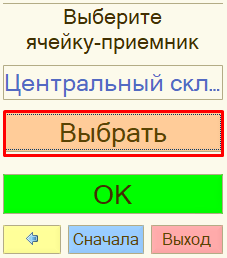 Выберите
ячейку-приемник
Центральный скл...
Выбрать
OK
Сначала Выход